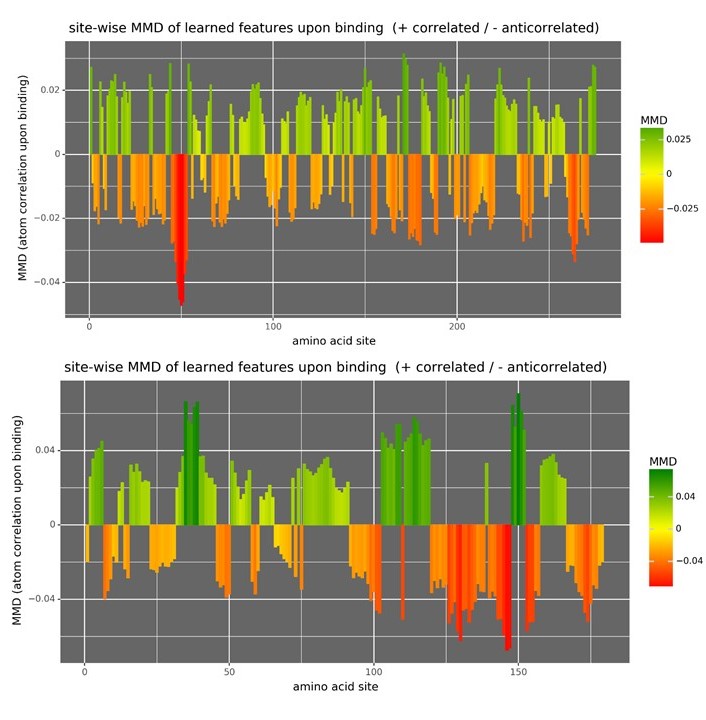 site-wise MMD of learned features upon binding (+ correlated / - anticorrelated)
MMD (atom correlation upon binding)
0.02
0
−0.02
−0.04
0
100
200
amino acid site
MMD
0.025
0
−0.025
site-wise MMD of learned features upon binding (+ correlated / - anticorrelated)
MMD (atom correlation upon binding)
0.04
0
−0.04
0
50
100
150
amino acid site
MMD
0.04
0
−0.04